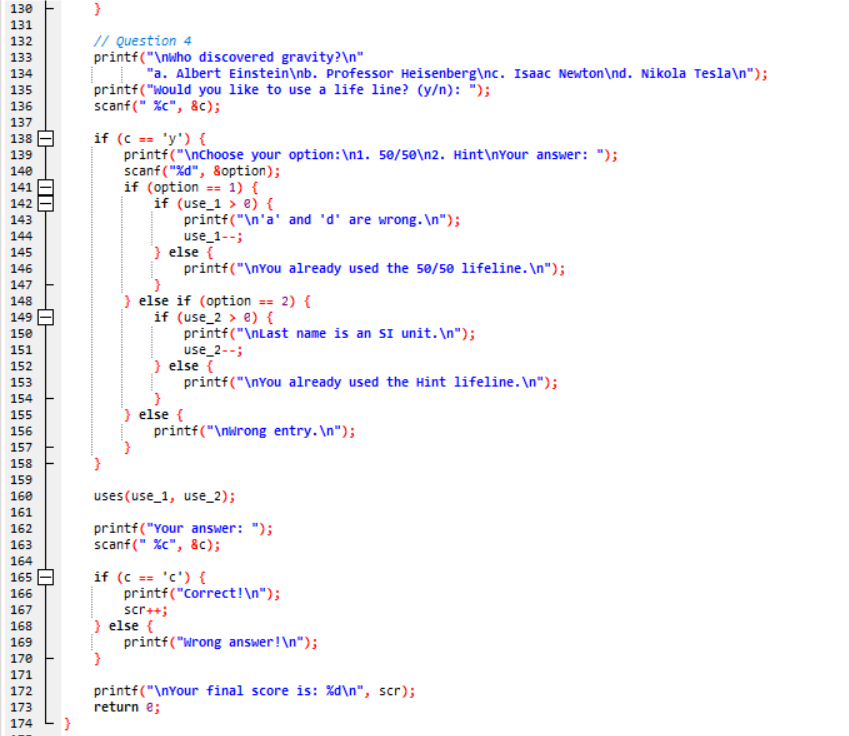 130 }
131
132 // Question 4
133 printf("\nWho discovered gravity?\n"
134 "a. Albert Einstein\nb. Professor Heisenberg\nc. Isaac Newton\nd. Nikola Tesla\n");
135 printf("Would you like to use a life line? (y/n): ");
136 scanf(" %c", &c);
137
138 if (c == 'y') {
139 printf("\nChoose your option:\n1. 50/50\n2. Hint\nYour answer: ");
140 scanf("%d", &option);
141 if (option == 1) {
142 if (use_1 > 0) {
143 printf("\n'a' and 'd' are wrong.\n");
144 use_1--;
145 } else {
146 printf("\nYou already used the 50/50 lifeline.\n");
147 }
148 } else if (option == 2) {
149 if (use_2 > 0) {
150 printf("\nLast name is an SI unit.\n");
151 use_2--;
152 } else {
153 printf("\nYou already used the Hint lifeline.\n");
154 }
155 } else {
156 printf("\nWrong entry.\n");
157 }
158 }
159
160 uses(use_1, use_2);
161
162 printf("Your answer: ");
163 scanf(" %c", &c);
164
165 if (c == 'c') {
166 printf("Correct!\n");
167 scr++;
168 } else {
169 printf("Wrong answer!\n");
170 }
171
172 printf("\nYour final score is: %d\n", scr);
173 return 0;
174 }